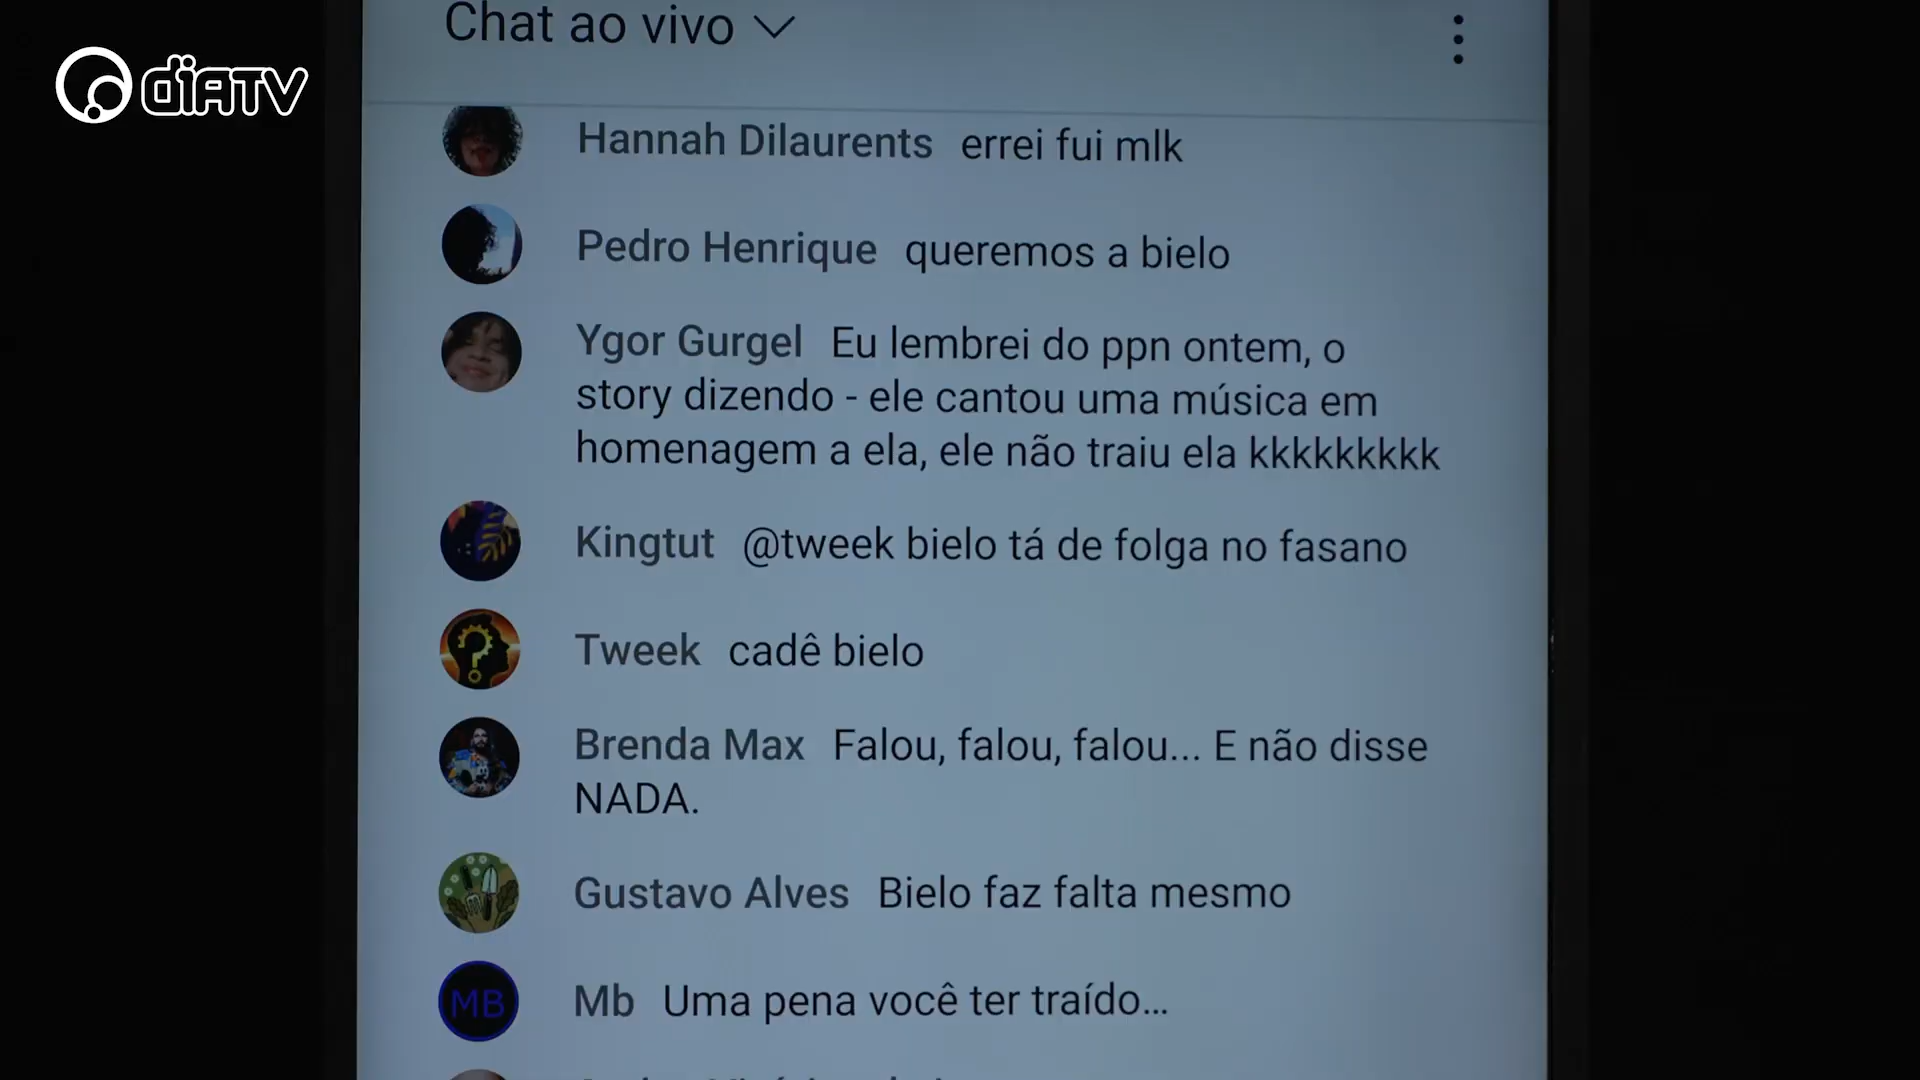 Chat ao vivo
diaTV
Hannah Dilaurents errei fui mlk
Pedro Henrique queremos a bielo
Ygor Gurgel Eu lembrei do ppn ontem, o
story dizendo - ele cantou uma música em
homenagem a ela, ele não traiu ela kkkkkkkkk
Kingtut @tweek bielo tá de folga no fasano
Tweek cadê bielo
Brenda Max Falou, falou, falou... E não disse
NADA.
Gustavo Alves Bielo faz falta mesmo
MB
Mb Uma pena você ter traído...